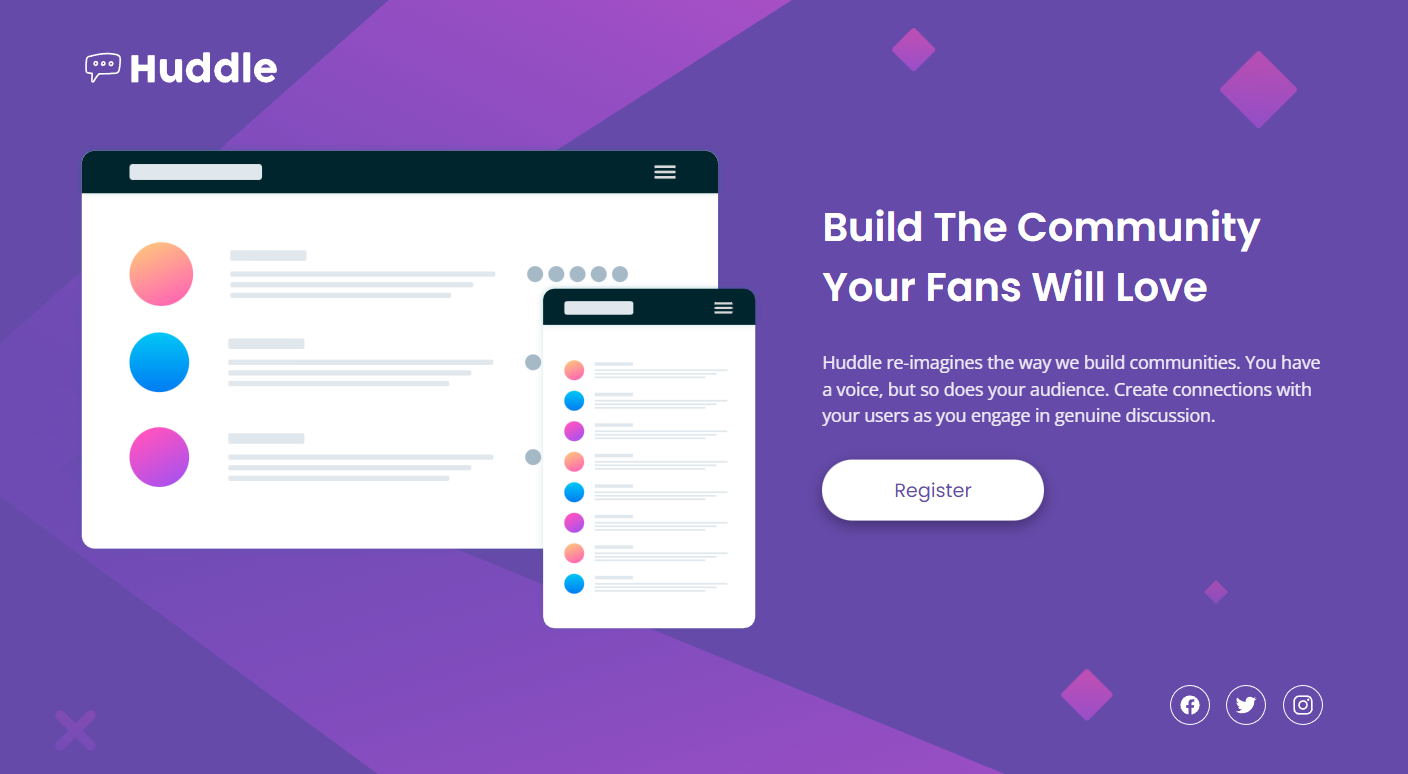 Huddle
Build The Community
Your Fans Will Love
Huddle re-imagines the way we build communities. You have
a voice, but so does your audience. Create connections with
your users as you engage in genuine discussion.
Register